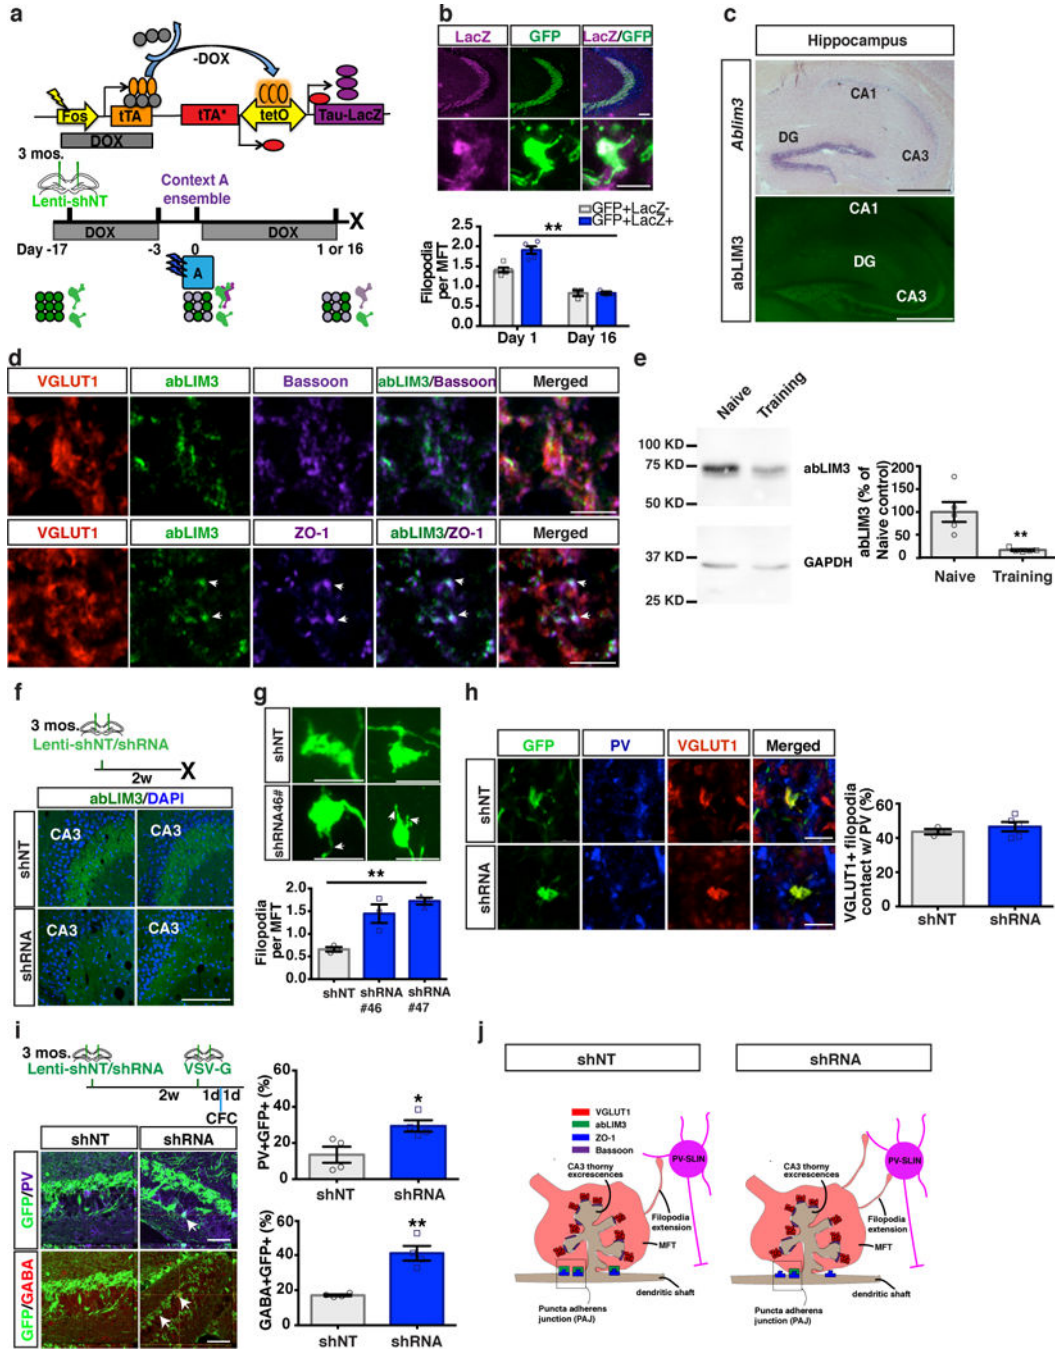 a
-DOX
Fos
tTA
tTA*
tetO
Tau-LacZ
DOX
3 mos.
Lenti-shNT
Context A
ensemble
DOX
DOX
X
Day -17
-3
0
1 or 16
A
b
LacZ
GFP
LacZ/GFP
GFP+LacZ-
GFP+LacZ+
**
Filopodia
per MFT
2.5
2.0
1.5
1.0
0.5
0.0
Day 1
Day 16
c
Hippocampus
Ablim3
CA1
DG
CA3
abLIM3
CA1
DG
CA3
d
VGLUT1
abLIM3
Bassoon
abLIM3/Bassoon
Merged
VGLUT1
abLIM3
ZO-1
abLIM3/ZO-1
Merged
e
Naive
Training
100 KD
75 KD
50 KD
37 KD
25 KD
abLIM3
GAPDH
abLIM3 (% of
Naive control)
200
150
100
50
0
**
Naive
Training
f
3 mos.
Lenti-shNT/shRNA
2w
X
abLIM3/DAPI
shNT
CA3
CA3
shRNA
CA3
CA3
g
shNT
shRNA46#
**
Filopodia
per MFT
2.0
1.5
1.0
0.5
0.0
shNT
shRNA
#46
shRNA
#47
h
GFP
PV
VGLUT1
Merged
shNT
shRNA
VGLUT1+ filopodia
contact w/ PV (%)
60
40
20
0
shNT
shRNA
i
3 mos.
Lenti-shNT/shRNA
VSV-G
2w
1d
1d
CFC
shNT
shRNA
GFP/PV
GFP/GABA
PV+GFP+ (%)
60
40
20
0
*
shNT
shRNA
GABA+GFP+ (%)
60
40
20
0
**
shNT
shRNA
j
shNT
shRNA
VGLUT1
abLIM3
ZO-1
Bassoon
CA3 thorny
excrescences
PV-SLIN
Filopodia
extension
MFT
dendritic shaft
Puncta adherens
junction (PAJ)
CA3 thorny
excrescences
PV-SLIN
Filopodia
extension
MFT
dendritic shaft
Puncta adherens
junction (PAJ)